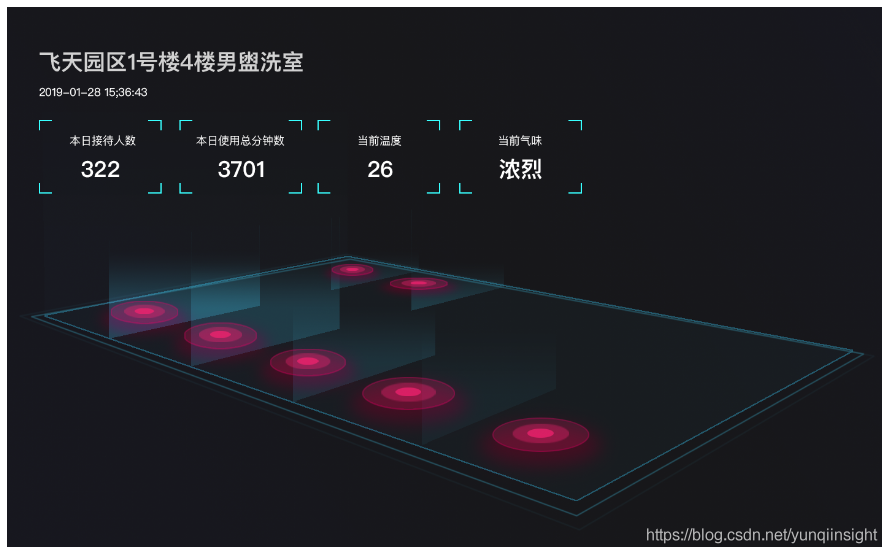 飞天园区1号楼4楼男盥洗室
2019-01-28 15;36:43
本日接待人数 本日使用总分钟数 当前温度 当前气味
322 3701 26 浓烈
https://blog.csdn.net/yunqiinsight